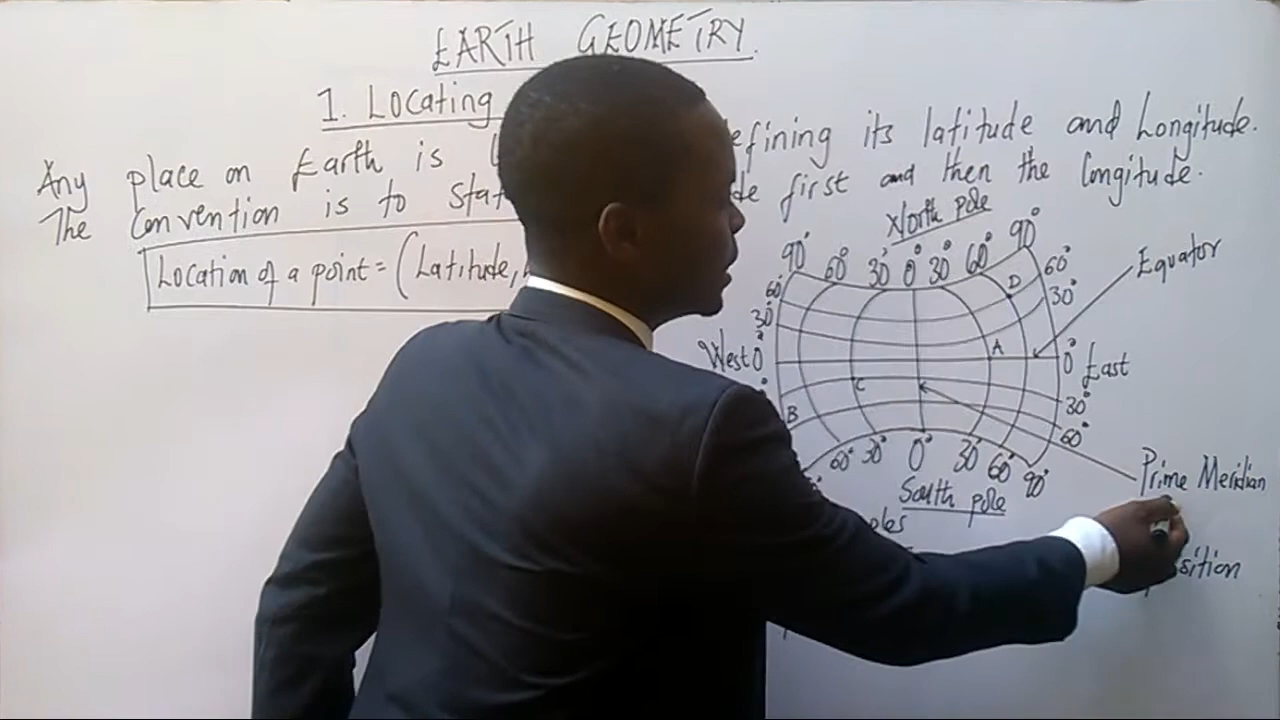 EARTH GEOMETRY.
1. Locating
Any place on Earth is efining its latitude and Longitude.
The Convention is to Stat de first and then the Longitude.
Location of a point = (Latitude,
North pole
90° 60° 30° 0° 30° 60° 90°
60° 60°
30° 30°
D
Equator
West 0° A 0° East
C 30°
B 60°
60° 30° 0° 30° 60° 90°
Prime Meridian
South pole
ples
sition